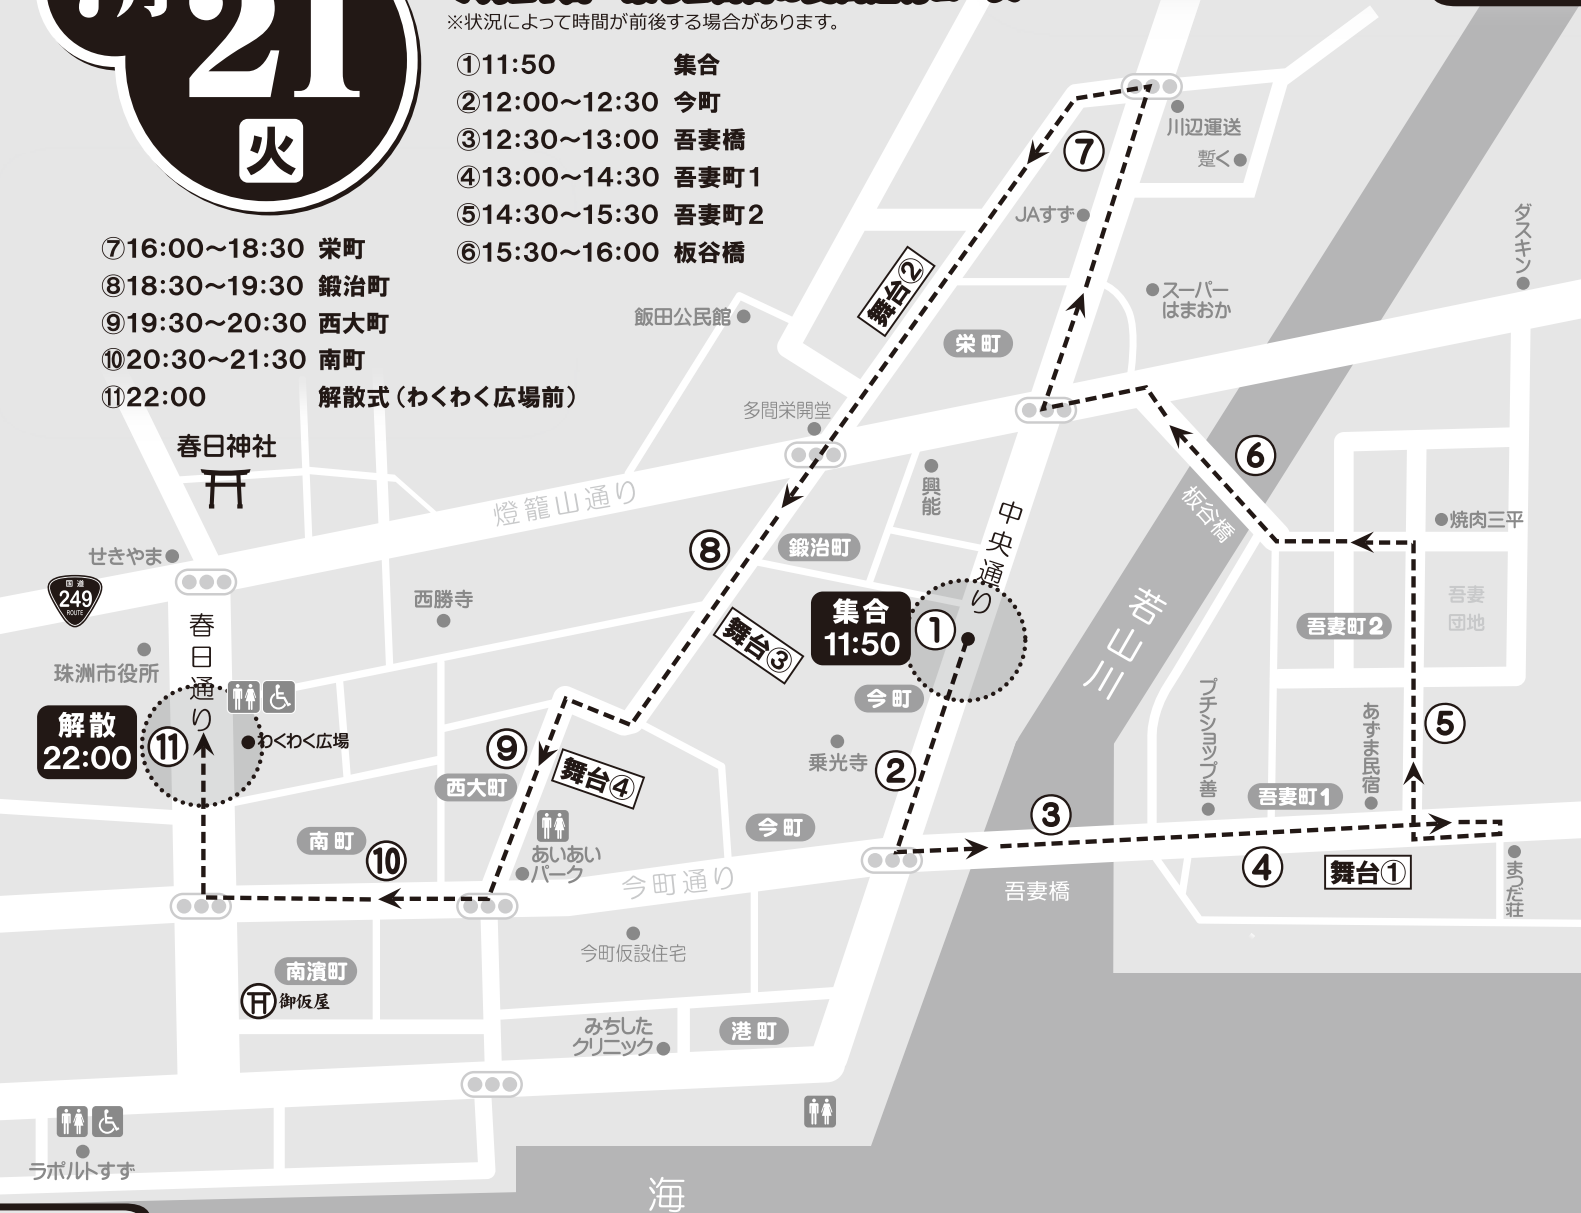 21
火
※状況によって時間が前後する場合があります。
①11:50 集合
②12:00〜12:30 今町
③12:30〜13:00 吾妻橋
④13:00〜14:30 吾妻町1
⑤14:30〜15:30 吾妻町2
⑥15:30〜16:00 板谷橋
⑦16:00〜18:30 栄町
⑧18:30〜19:30 鍛治町
⑨19:30〜20:30 西大町
⑩20:30〜21:30 南町
⑪22:00 解散式（わくわく広場前）
川辺運送
蹔く
⑦
JAすず
ダスキン
舞台②
スーパー
はまおか
飯田公民館
栄町
多間栄開堂
春日神社
⑥
燈籠山通り
興能
板谷橋
焼肉三平
中央通り
せきやま
⑧
鍛治町
国道
249
ROUTE
西勝寺
集合
11:50
①
若山川
吾妻町2
吾妻
団地
春日通り
舞台③
珠洲市役所
今町
プチショップ善
あずま民宿
⑤
解散
22:00
⑪
わくわく広場
⑨
舞台④
乗光寺
②
西大町
吾妻町1
③
南町
⑩
今町
あいあい
パーク
④
舞台①
まつだ荘
今町通り
吾妻橋
今町仮設住宅
南濱町
御仮屋
みちした
クリニック
港町
ラポルトすず
海